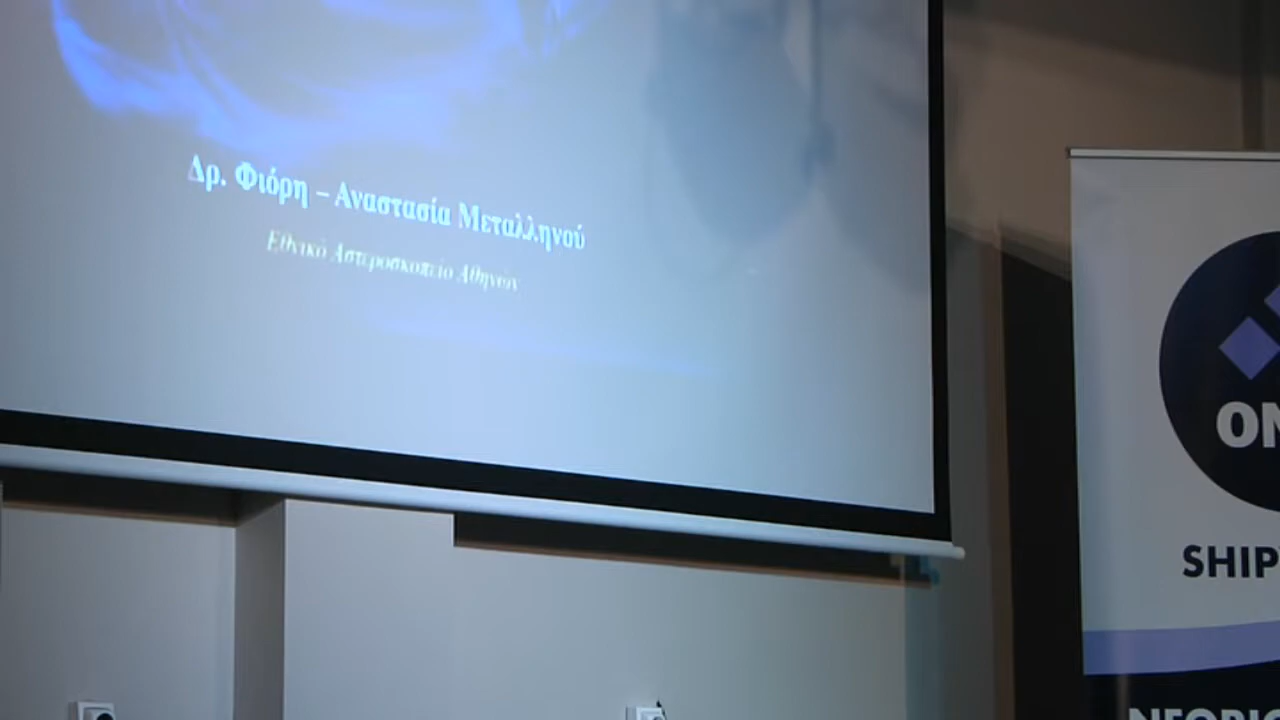 Δρ. Φιόρη – Αναστασία Μεταλληνού
Εθνικό Αστεροσκοπείο Αθηνών
ON
SHIP